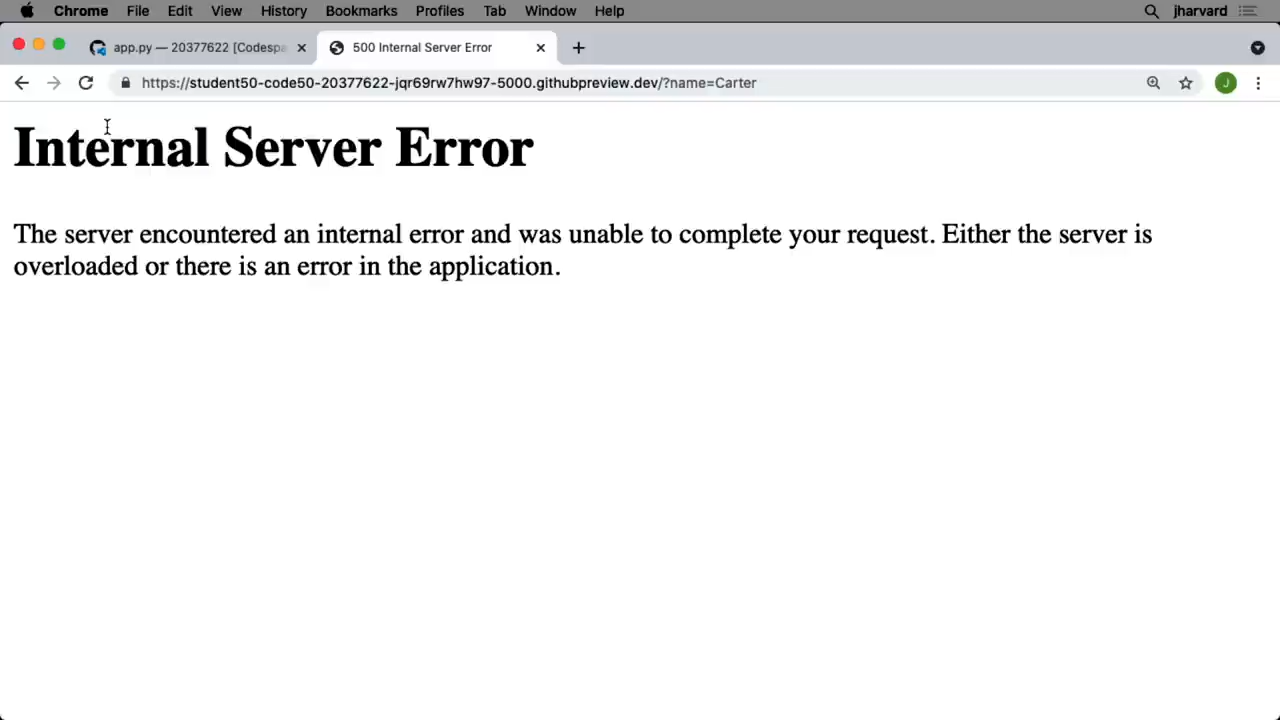 Chrome File Edit View History Bookmarks Profiles Tab Window Help jharvard
app.py — 20377622 [Codespa 500 Internal Server Error
https://student50-code50-20377622-jqr69rw7hw97-5000.githubpreview.dev/?name=Carter J
Internal Server Error
The server encountered an internal error and was unable to complete your request. Either the server is
overloaded or there is an error in the application.